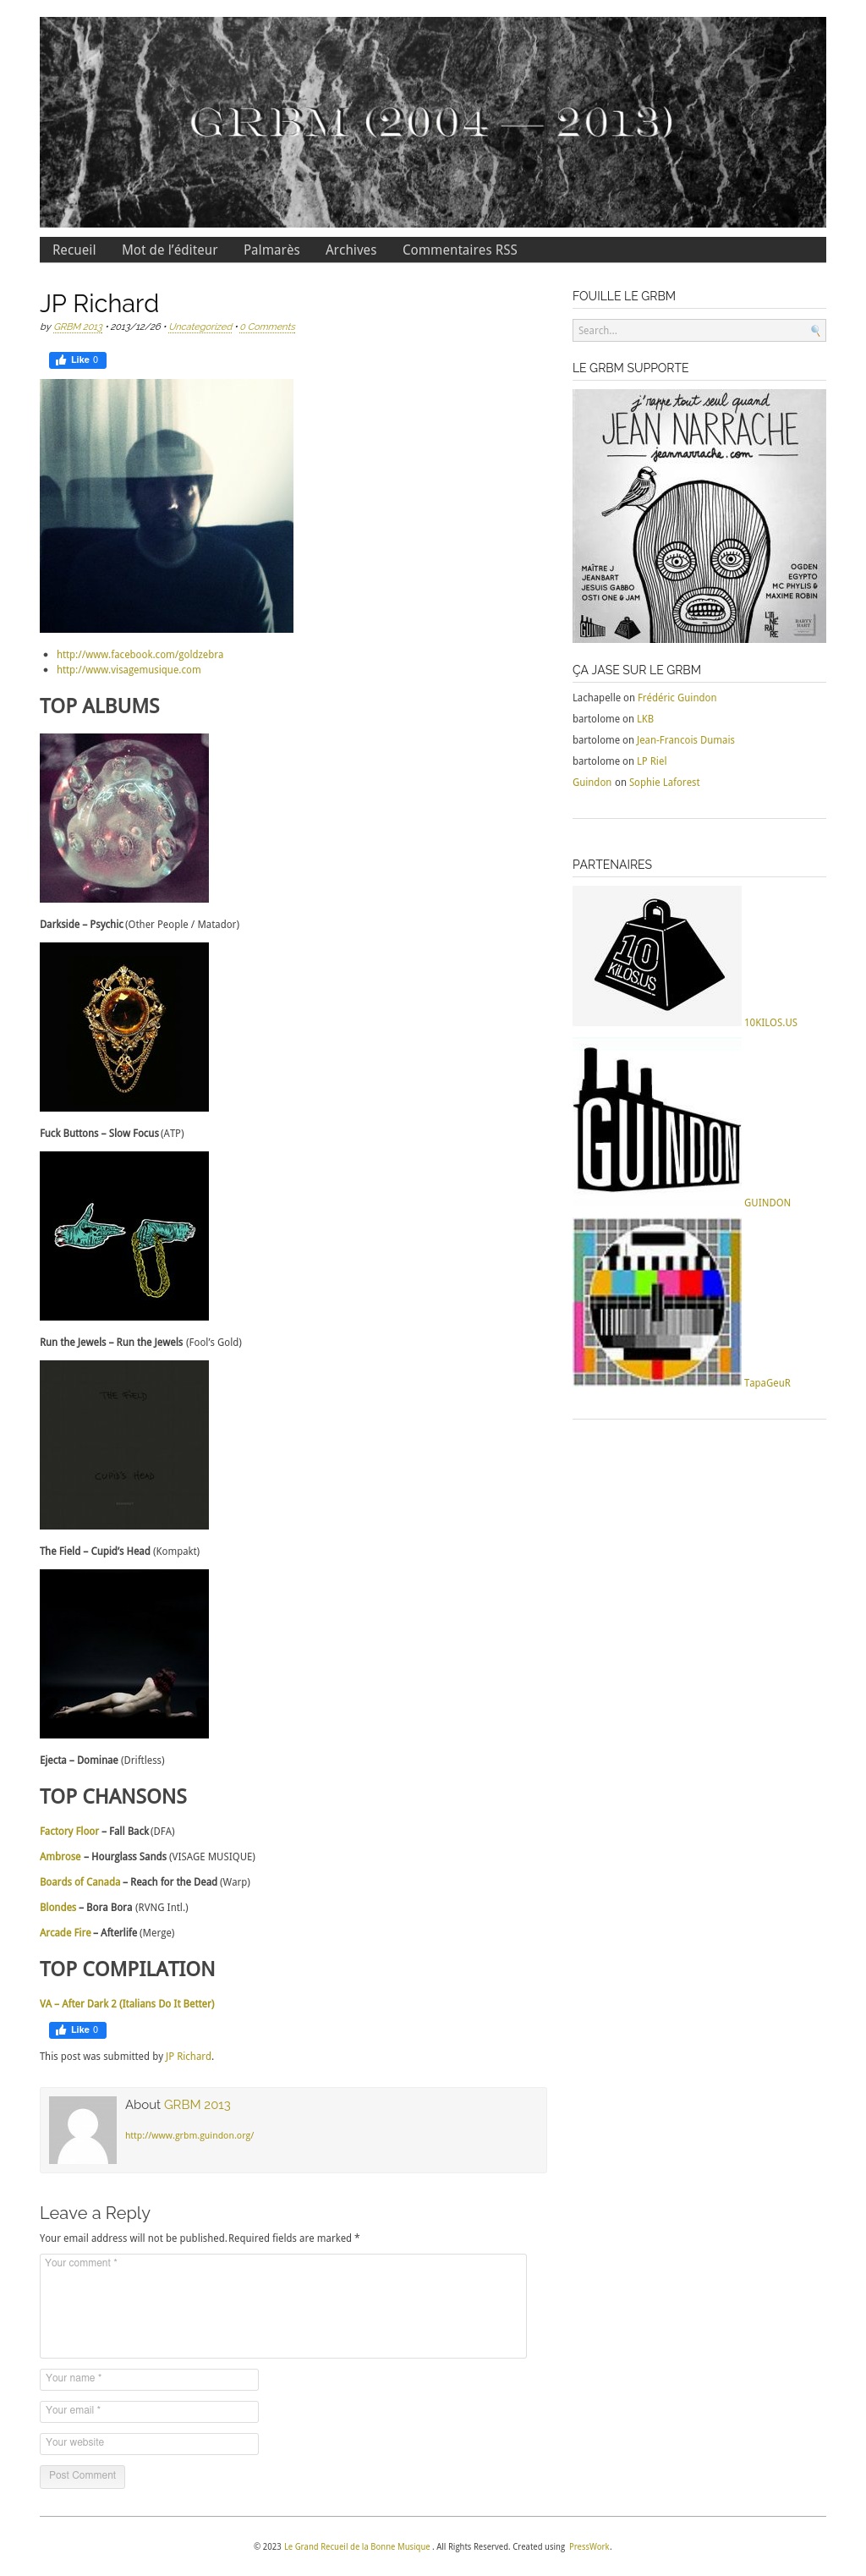 GRBM (2004 — 2013)
Recueil Mot de l’éditeur Palmarès Archives Commentaires RSS
JP Richard
by GRBM 2013 • 2013/12/26 • Uncategorized • 0 Comments
Like 0
http://www.facebook.com/goldzebra
http://www.visagemusique.com
TOP ALBUMS
Darkside – Psychic (Other People / Matador)
Fuck Buttons – Slow Focus (ATP)
Run the Jewels – Run the Jewels (Fool’s Gold)
THE FIELD
CUPID'S HEAD
The Field – Cupid’s Head (Kompakt)
Ejecta – Dominae (Driftless)
TOP CHANSONS
Factory Floor – Fall Back (DFA)
Ambrose – Hourglass Sands (VISAGE MUSIQUE)
Boards of Canada – Reach for the Dead (Warp)
Blondes – Bora Bora (RVNG Intl.)
Arcade Fire – Afterlife (Merge)
TOP COMPILATION
VA – After Dark 2 (Italians Do It Better)
Like 0
This post was submitted by JP Richard.
About GRBM 2013
http://www.grbm.guindon.org/
Leave a Reply
Your email address will not be published. Required fields are marked *
Your comment *
Your name *
Your email *
Your website
Post Comment
FOUILLE LE GRBM
Search...
LE GRBM SUPPORTE
j'rappe tout seul quand
JEAN NARRACHE
jeannarrache.com
MAÎTRE J
JEANBART
JESUIS GABBO
OSTI ONE & JAM
OGDEN
EGYPTO
MC PHYLIS &
MAXIME ROBIN
GUINDON
ÇA JASE SUR LE GRBM
Lachapelle on Frédéric Guindon
bartolome on LKB
bartolome on Jean-Francois Dumais
bartolome on LP Riel
Guindon on Sophie Laforest
PARTENAIRES
10
KILOS.US
10KILOS.US
GUINDON
GUINDON
TapaGeuR
© 2023 Le Grand Recueil de la Bonne Musique . All Rights Reserved. Created using PressWork.